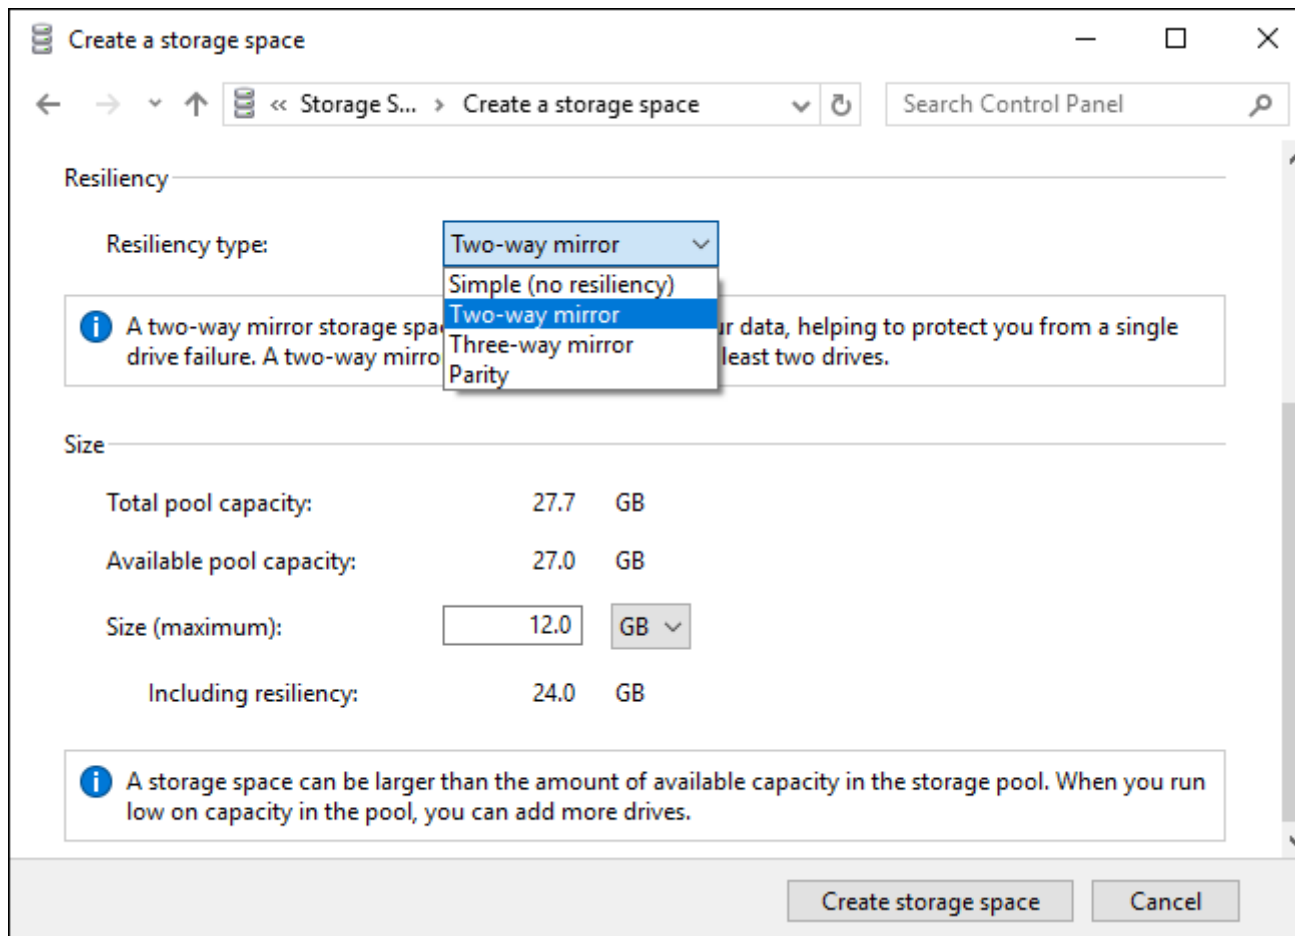 Create a storage space
« Storage S... › Create a storage space
Search Control Panel
Resiliency
Resiliency type:
Two-way mirror
Simple (no resiliency)
Two-way mirror
Three-way mirror
Parity
A two-way mirror storage spa r data, helping to protect you from a single
drive failure. A two-way mirro least two drives.
Size
Total pool capacity: 27.7 GB
Available pool capacity: 27.0 GB
Size (maximum): 12.0 GB
Including resiliency: 24.0 GB
A storage space can be larger than the amount of available capacity in the storage pool. When you run
low on capacity in the pool, you can add more drives.
Create storage space
Cancel